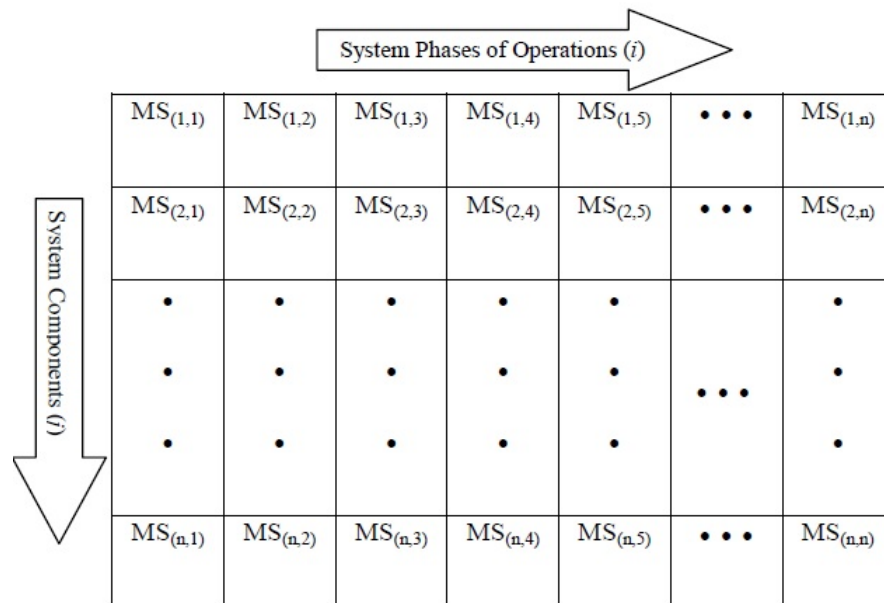 System Phases of Operations (i)
System Components
MS(1,1) MS(1,2) MS(1,3) MS(1,4) MS(1,5) • • • MS(1,n)
MS(2,1) MS(2,2) MS(2,3) MS(2,4) MS(2,5) • • • MS(2,n)
• • • • • •
• • • • • • • • •
• • • • • •
MS(n,1) MS(n,2) MS(n,3) MS(n,4) MS(n,5) • • • MS(n,n)